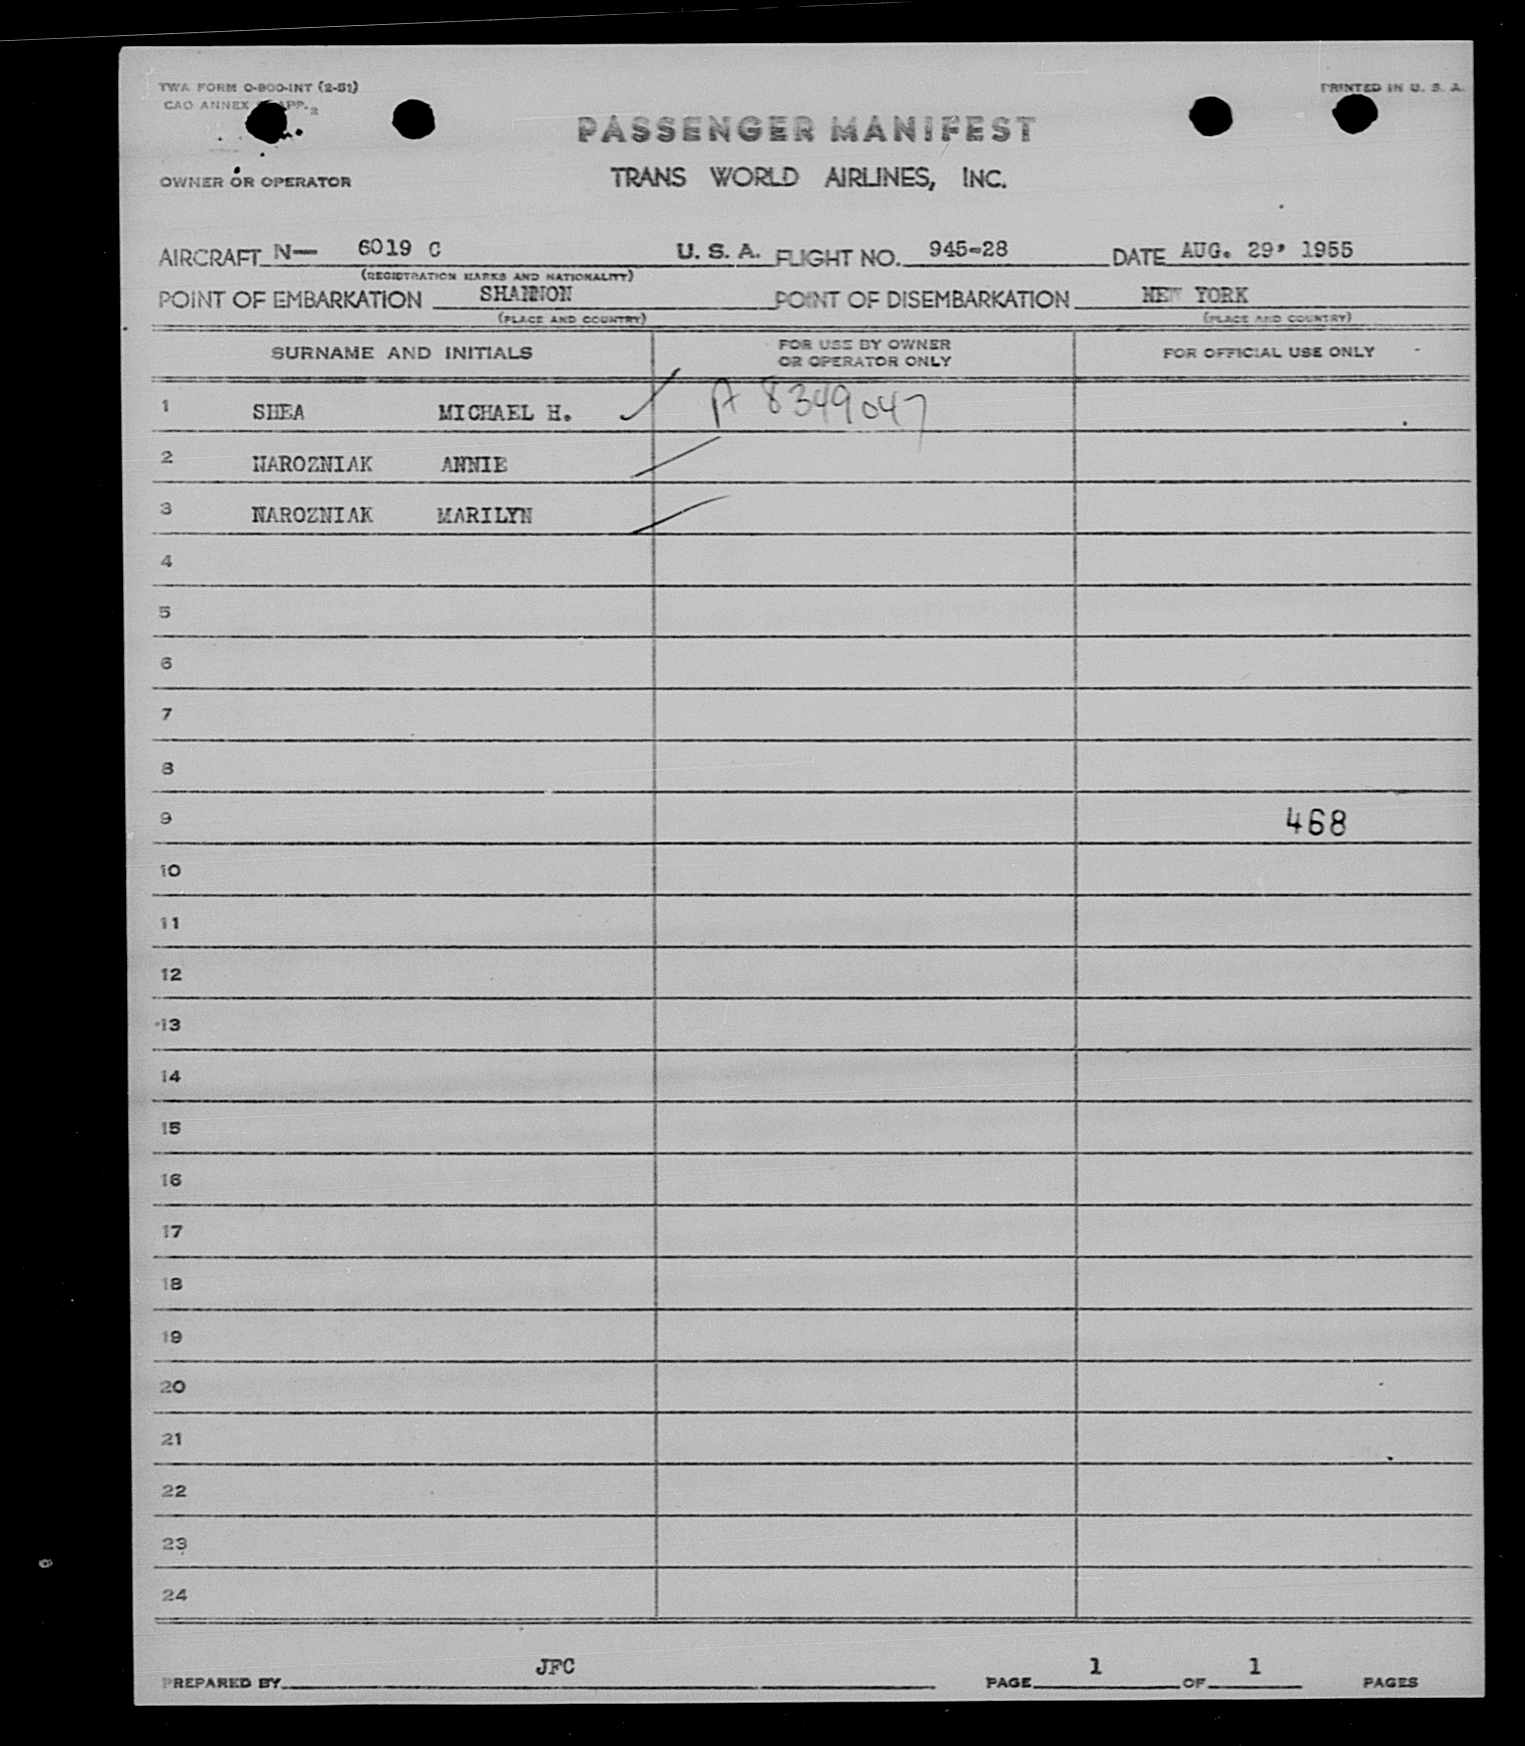 TWA FORM O-800-INT (2-51)
PRINTED IN U. S. A.
CAO ANNEX APP. 2
PASSENGER MANIFEST
OWNER OR OPERATOR
TRANS WORLD AIRLINES, INC.
AIRCRAFT N— 6019 C U. S. A. FLIGHT NO. 945-28 DATE AUG. 29, 1955
(REGISTRATION MARKS AND NATIONALITY)
POINT OF EMBARKATION SHANNON POINT OF DISEMBARKATION NEW YORK
(PLACE AND COUNTRY) (PLACE AND COUNTRY)
SURNAME AND INITIALS FOR USE BY OWNER OR OPERATOR ONLY FOR OFFICIAL USE ONLY
1 SHEA MICHAEL H. A 8349047
2 NAROZNIAK ANNIE
3 NAROZNIAK MARILYN
4
5
6
7
8
9 468
10
11
12
13
14
15
16
17
18
19
20
21
22
23
24
PREPARED BY JFC PAGE 1 OF 1 PAGES